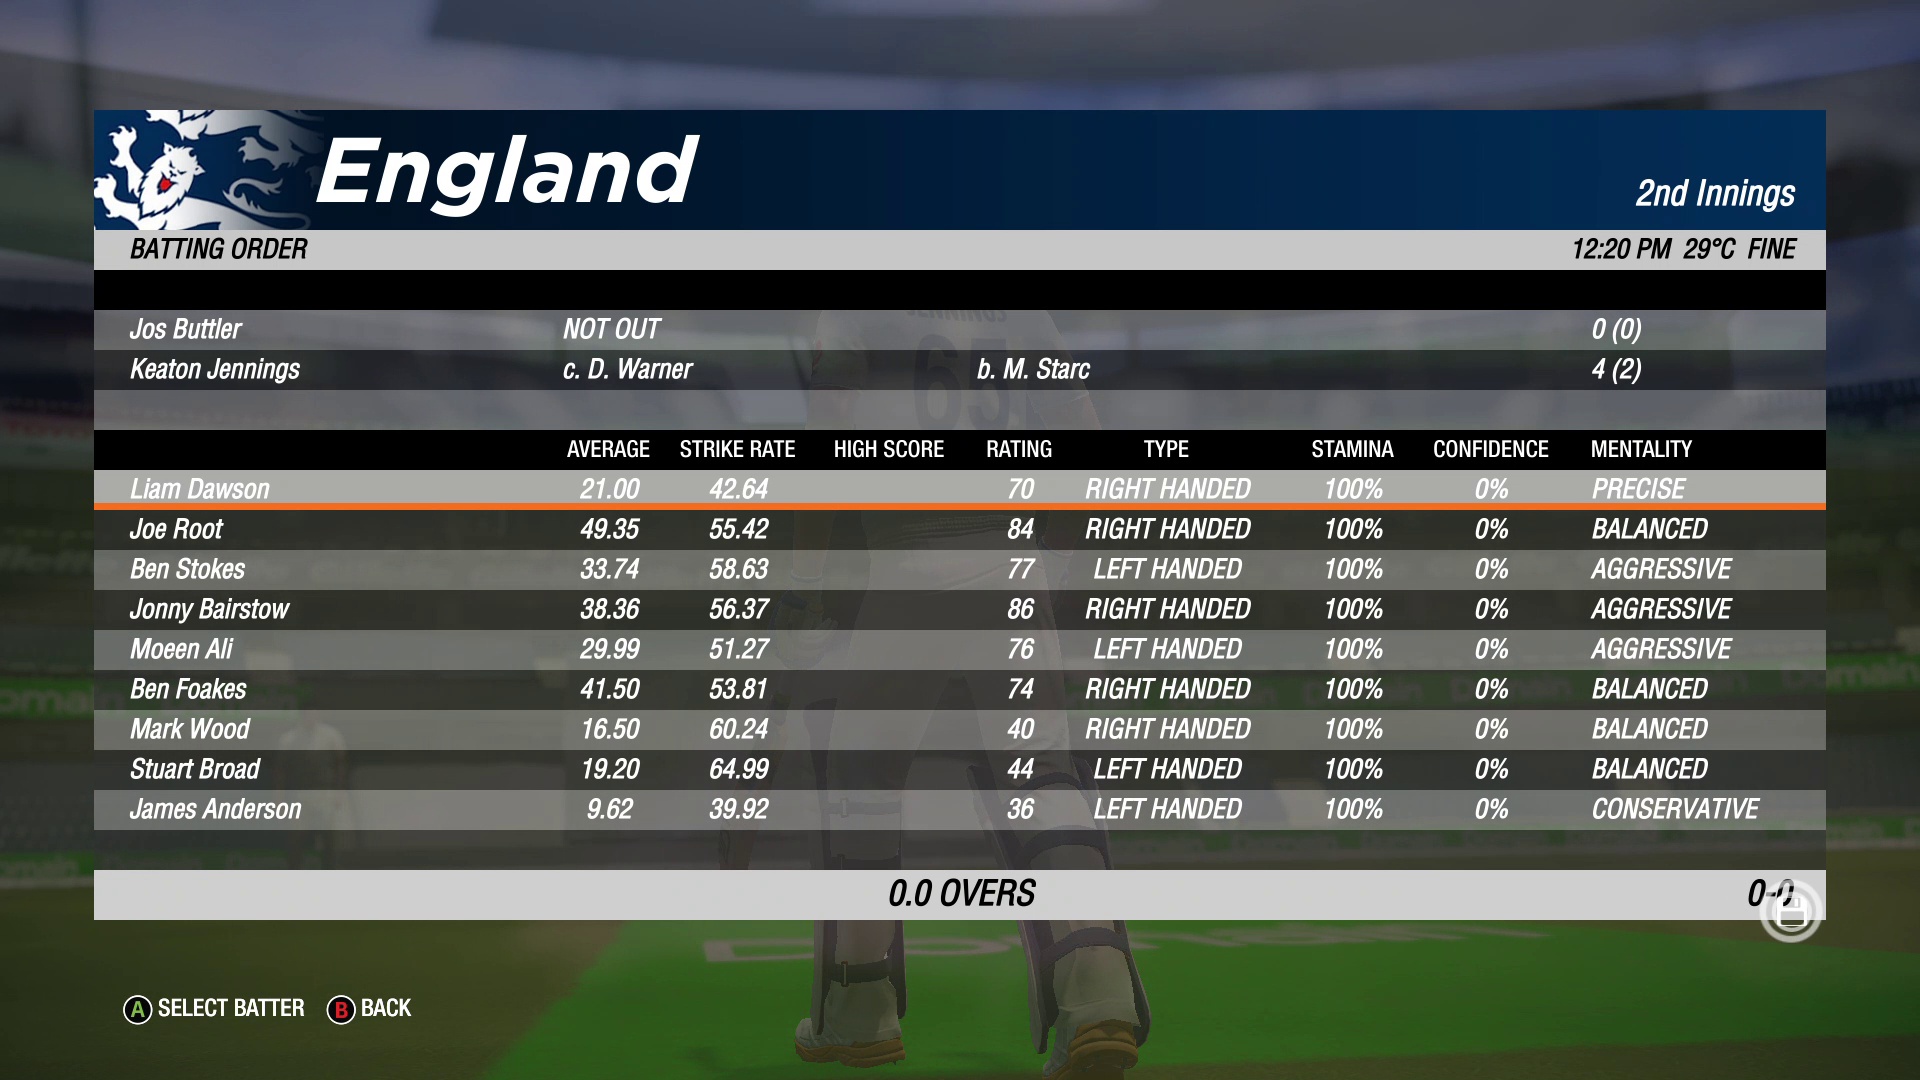 England
2nd Innings
BATTING ORDER 12:20 PM 29°C FINE
Jos Buttler NOT OUT 0 (0)
Keaton Jennings c. D. Warner b. M. Starc 4 (2)
65
AVERAGE STRIKE RATE HIGH SCORE RATING TYPE STAMINA CONFIDENCE MENTALITY
Liam Dawson 21.00 42.64 70 RIGHT HANDED 100% 0% PRECISE
Joe Root 49.35 55.42 84 RIGHT HANDED 100% 0% BALANCED
Ben Stokes 33.74 58.63 77 LEFT HANDED 100% 0% AGGRESSIVE
Jonny Bairstow 38.36 56.37 86 RIGHT HANDED 100% 0% AGGRESSIVE
Moeen Ali 29.99 51.27 76 LEFT HANDED 100% 0% AGGRESSIVE
Ben Foakes 41.50 53.81 74 RIGHT HANDED 100% 0% BALANCED
Mark Wood 16.50 60.24 40 RIGHT HANDED 100% 0% BALANCED
Stuart Broad 19.20 64.99 44 LEFT HANDED 100% 0% BALANCED
James Anderson 9.62 39.92 36 LEFT HANDED 100% 0% CONSERVATIVE
0.0 OVERS 0-0
A SELECT BATTER B BACK